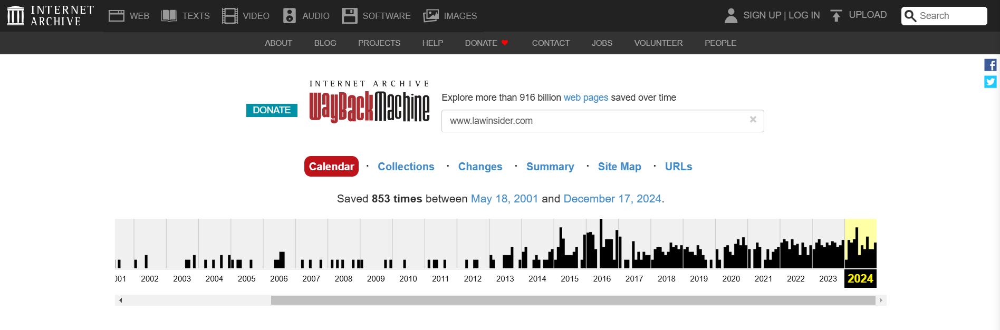 INTERNET ARCHIVE
WEB TEXTS VIDEO AUDIO SOFTWARE IMAGES SIGN UP | LOG IN UPLOAD Search
ABOUT BLOG PROJECTS HELP DONATE CONTACT JOBS VOLUNTEER PEOPLE
DONATE
INTERNET ARCHIVE
WayBackMachine
Explore more than 916 billion web pages saved over time
www.lawinsider.com
Calendar · Collections · Changes · Summary · Site Map · URLs
Saved 853 times between May 18, 2001 and December 17, 2024.
001 2002 2003 2004 2005 2006 2007 2008 2009 2010 2011 2012 2013 2014 2015 2016 2017 2018 2019 2020 2021 2022 2023 2024